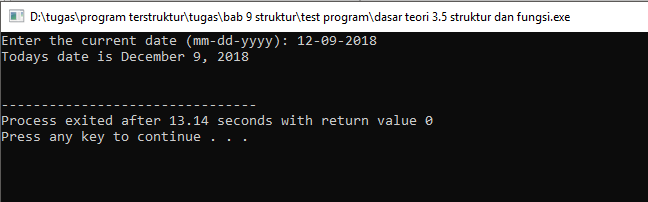 D:\tugas\program terstruktur\tugas\bab 9 struktur\test program\dasar teori 3.5 struktur dan fungsi.exe
Enter the current date (mm-dd-yyyy): 12-09-2018
Todays date is December 9, 2018
--------------------------------
Process exited after 13.14 seconds with return value 0
Press any key to continue . . .